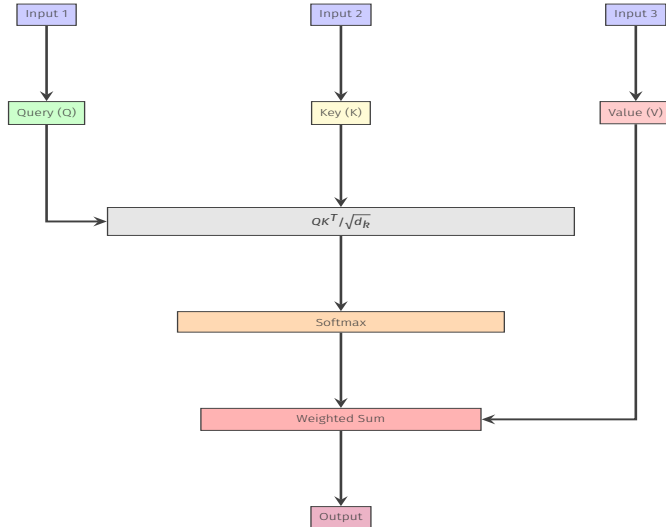 Input 1
Input 2
Input 3
Query (Q)
Key (K)
Value (V)
QK^T/√d_k
Softmax
Weighted Sum
Output